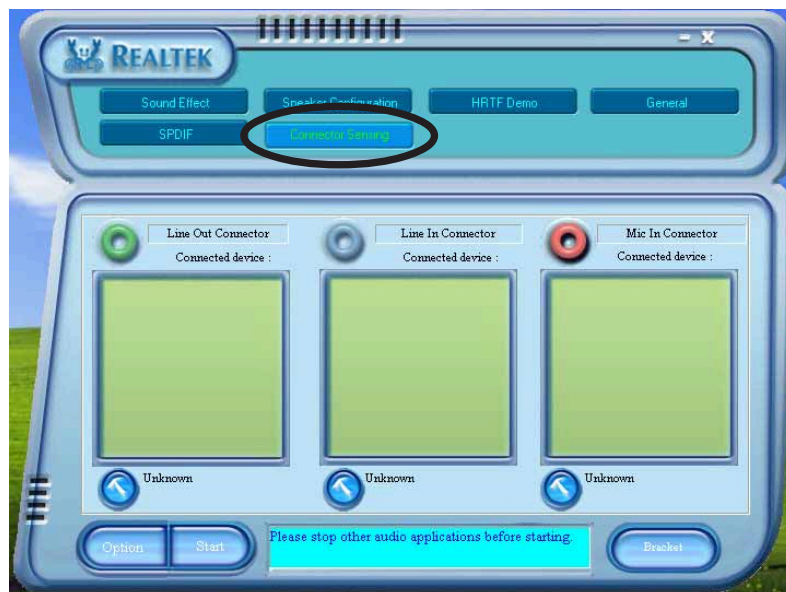 REALTEK
- X
Sound Effect
Speaker Configuration
HRTF Demo
General
SPDIF
Connector Sensing
Line Out Connector
Connected device :
Line In Connector
Connected device :
Mic In Connector
Connected device :
Unknown
Unknown
Unknown
Option
Start
Please stop other audio applications before starting.
Bracket